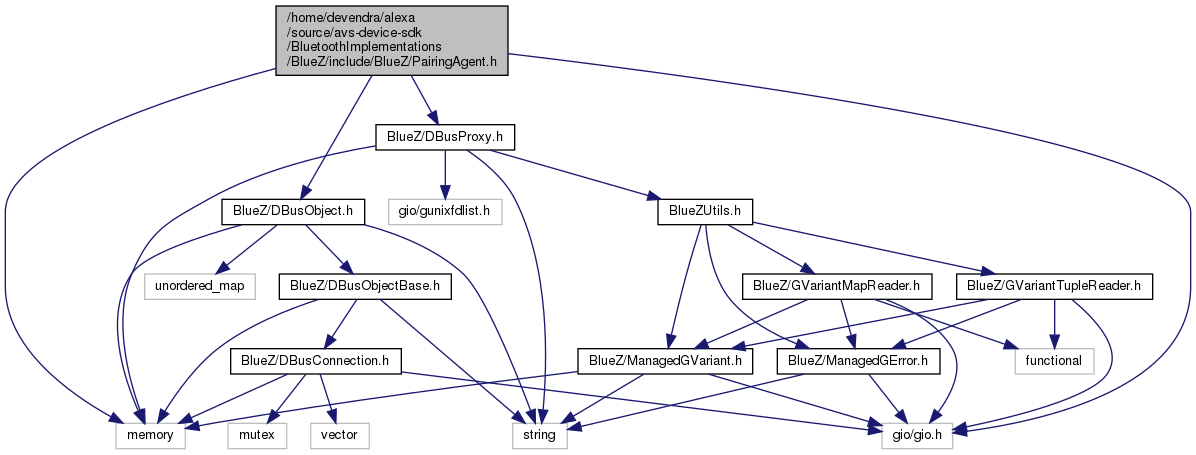 /home/devendra/alexa
/source/avs-device-sdk
/BluetoothImplementations
/BlueZ/include/BlueZ/PairingAgent.h
BlueZ/DBusProxy.h
BlueZ/DBusObject.h
gio/gunixfdlist.h
BlueZUtils.h
unordered_map
BlueZ/DBusObjectBase.h
BlueZ/GVariantMapReader.h
BlueZ/GVariantTupleReader.h
BlueZ/DBusConnection.h
BlueZ/ManagedGVariant.h
BlueZ/ManagedGError.h
functional
memory
mutex
vector
string
gio/gio.h